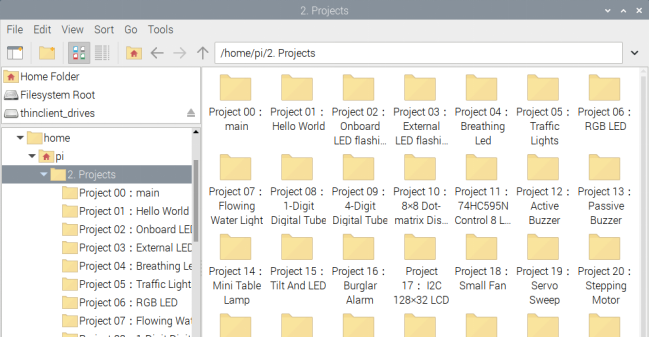 2. Projects
File Edit View Sort Go Tools
/home/pi/2. Projects
Home Folder
Filesystem Root
thinclient_drives
home
pi
2. Projects
Project 00：main
Project 01：Hello World
Project 02：Onboard LED
Project 03：External LED
Project 04：Breathing Le
Project 05：Traffic Light
Project 06：RGB LED
Project 07：Flowing Wat
Project 00：
main
Project 01：
Hello World
Project 02：
Onboard
LED flashi...
Project 03：
External
LED flashi...
Project 04：
Breathing
Led
Project 05：
Traffic
Lights
Project 06：
RGB LED
Project 07：
Flowing
Water Light
Project 08：
1-Digit
Digital Tube
Project 09：
4-Digit
Digital Tube
Project 10：
8×8 Dot-
matrix Dis...
Project 11：
74HC595N
Control 8 L...
Project 12：
Active
Buzzer
Project 13：
Passive
Buzzer
Project 14：
Mini Table
Lamp
Project 15：
Tilt And LED
Project 16：
Burglar
Alarm
Project
17： I2C
128×32 LCD
Project 18：
Small Fan
Project 19：
Servo
Sweep
Project 20：
Stepping
Motor